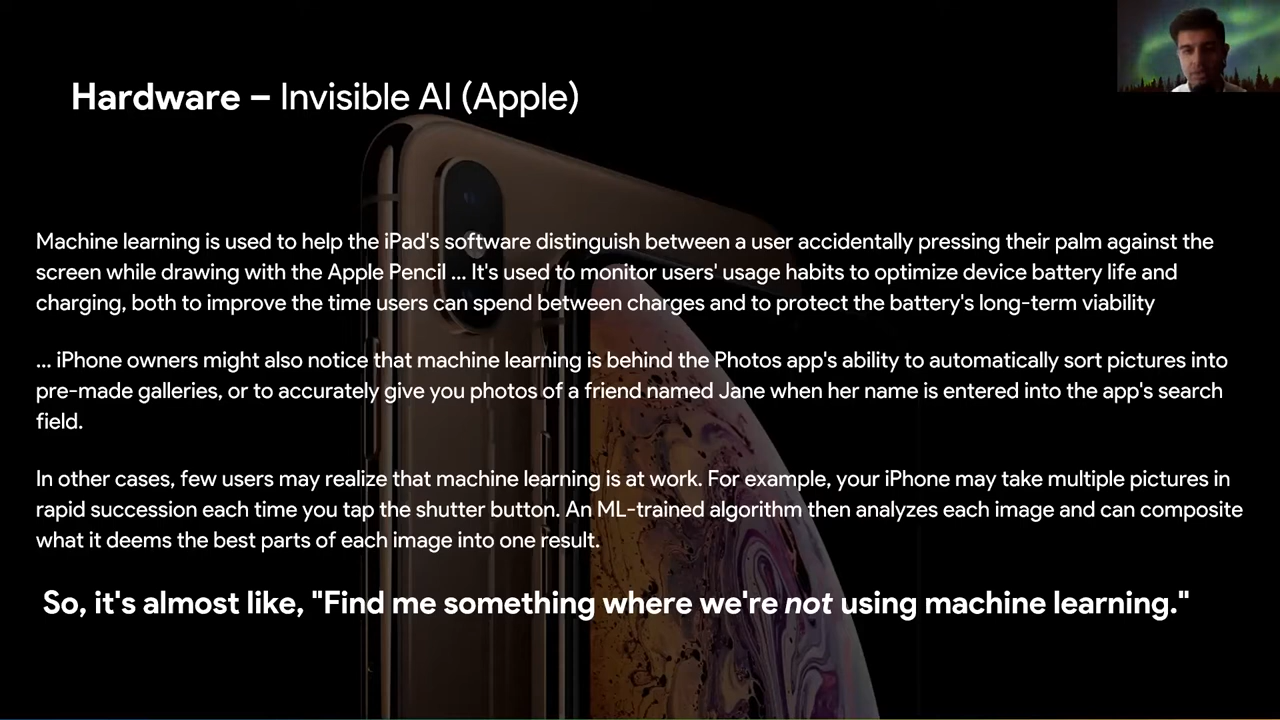 Hardware – Invisible AI (Apple)
Machine learning is used to help the iPad's software distinguish between a user accidentally pressing their palm against the
screen while drawing with the Apple Pencil ... It's used to monitor users' usage habits to optimize device battery life and
charging, both to improve the time users can spend between charges and to protect the battery's long-term viability
... iPhone owners might also notice that machine learning is behind the Photos app's ability to automatically sort pictures into
pre-made galleries, or to accurately give you photos of a friend named Jane when her name is entered into the app's search
field.
In other cases, few users may realize that machine learning is at work. For example, your iPhone may take multiple pictures in
rapid succession each time you tap the shutter button. An ML-trained algorithm then analyzes each image and can composite
what it deems the best parts of each image into one result.
So, it's almost like, "Find me something where we're not using machine learning."